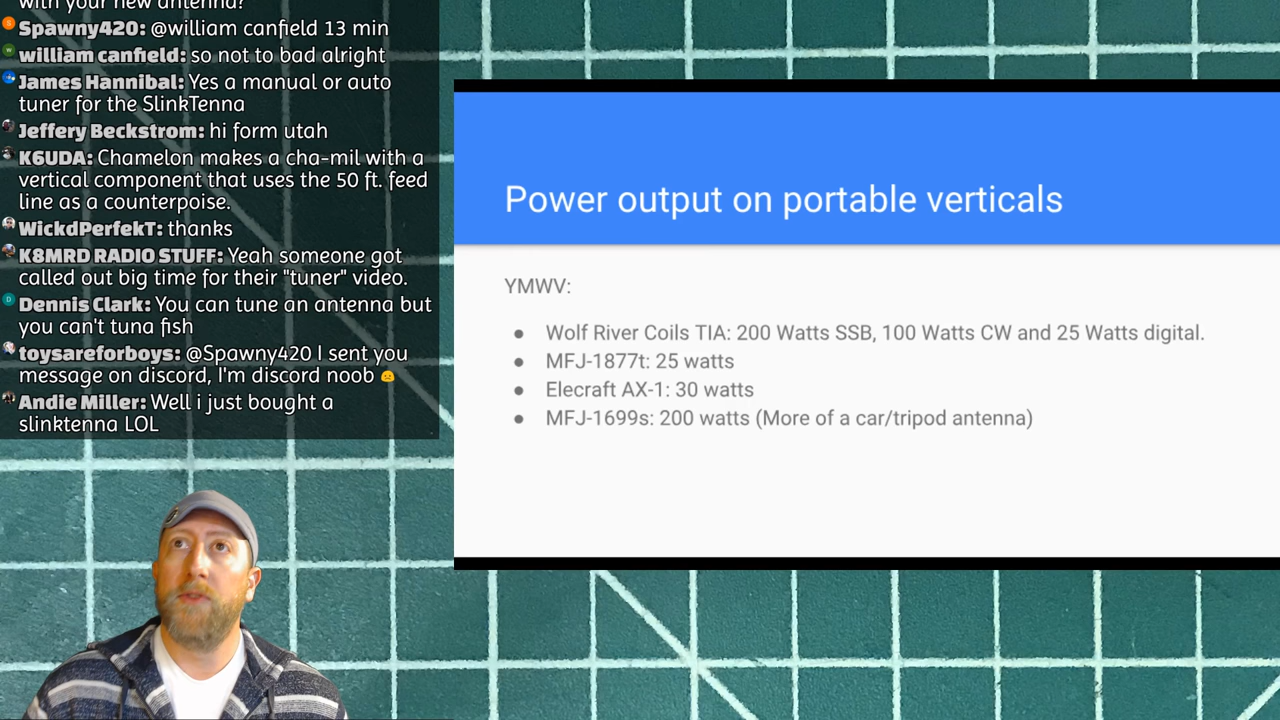 with your new antenna?
Spawny420: @william canfield 13 min
william canfield: so not to bad alright
James Hannibal: Yes a manual or auto
tuner for the SlinkTenna
Jeffery Beckstrom: hi form utah
K6UDA: Chamelon makes a cha-mil with a
vertical component that uses the 50 ft. feed
line as a counterpoise.
WickdPerfekT: thanks
K8MRD RADIO STUFF: Yeah someone got
called out big time for their "tuner" video.
Dennis Clark: You can tune an antenna but
you can't tuna fish
toysareforboys: @Spawny420 I sent you
message on discord, I'm discord noob 🙁
Andie Miller: Well i just bought a
slinktenna LOL
Power output on portable verticals
YMWV:
● Wolf River Coils TIA: 200 Watts SSB, 100 Watts CW and 25 Watts digital.
● MFJ-1877t: 25 watts
● Elecraft AX-1: 30 watts
● MFJ-1699s: 200 watts (More of a car/tripod antenna)